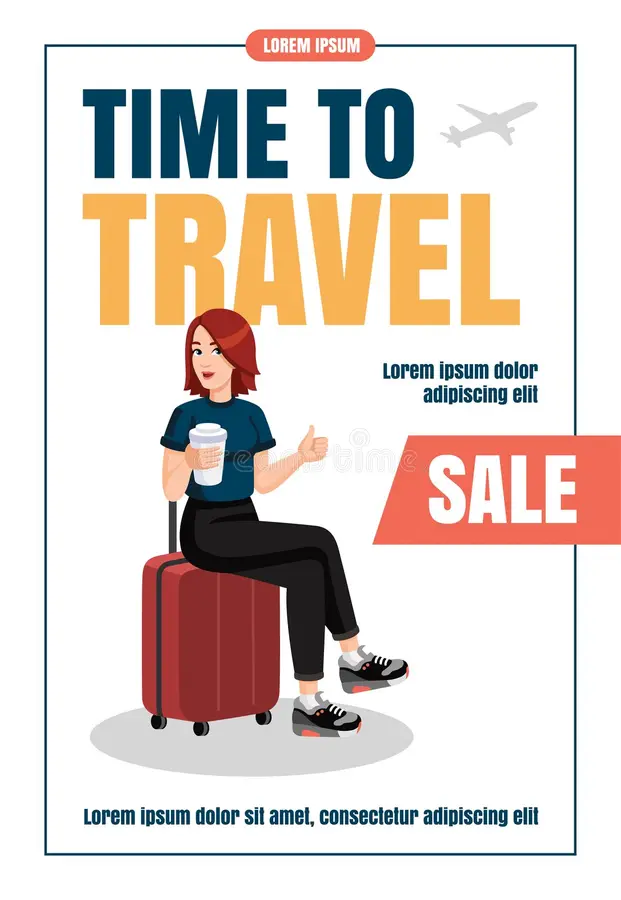 LOREM IPSUM
TIME TO
TRAVEL
Lorem ipsum dolor
adipiscing elit
dreamstime
SALE
Lorem ipsum dolor sit amet, consectetur adipiscing elit